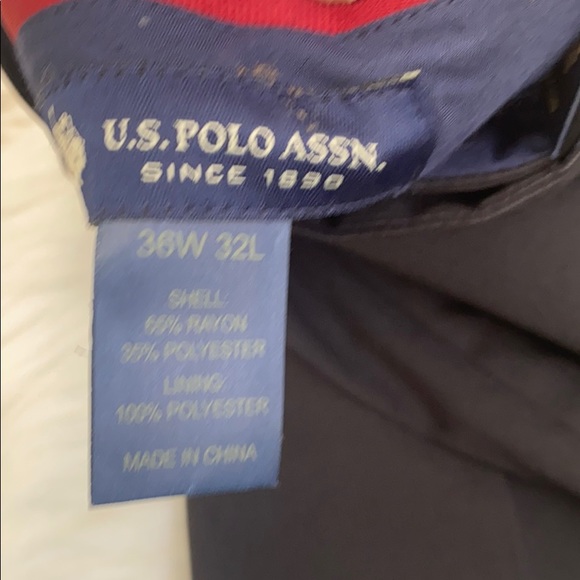 U.S. POLO ASSN.
SINCE 1890
36W 32L
SHELL:
65% RAYON
35% POLYESTER
LINING:
100% POLYESTER
MADE IN CHINA